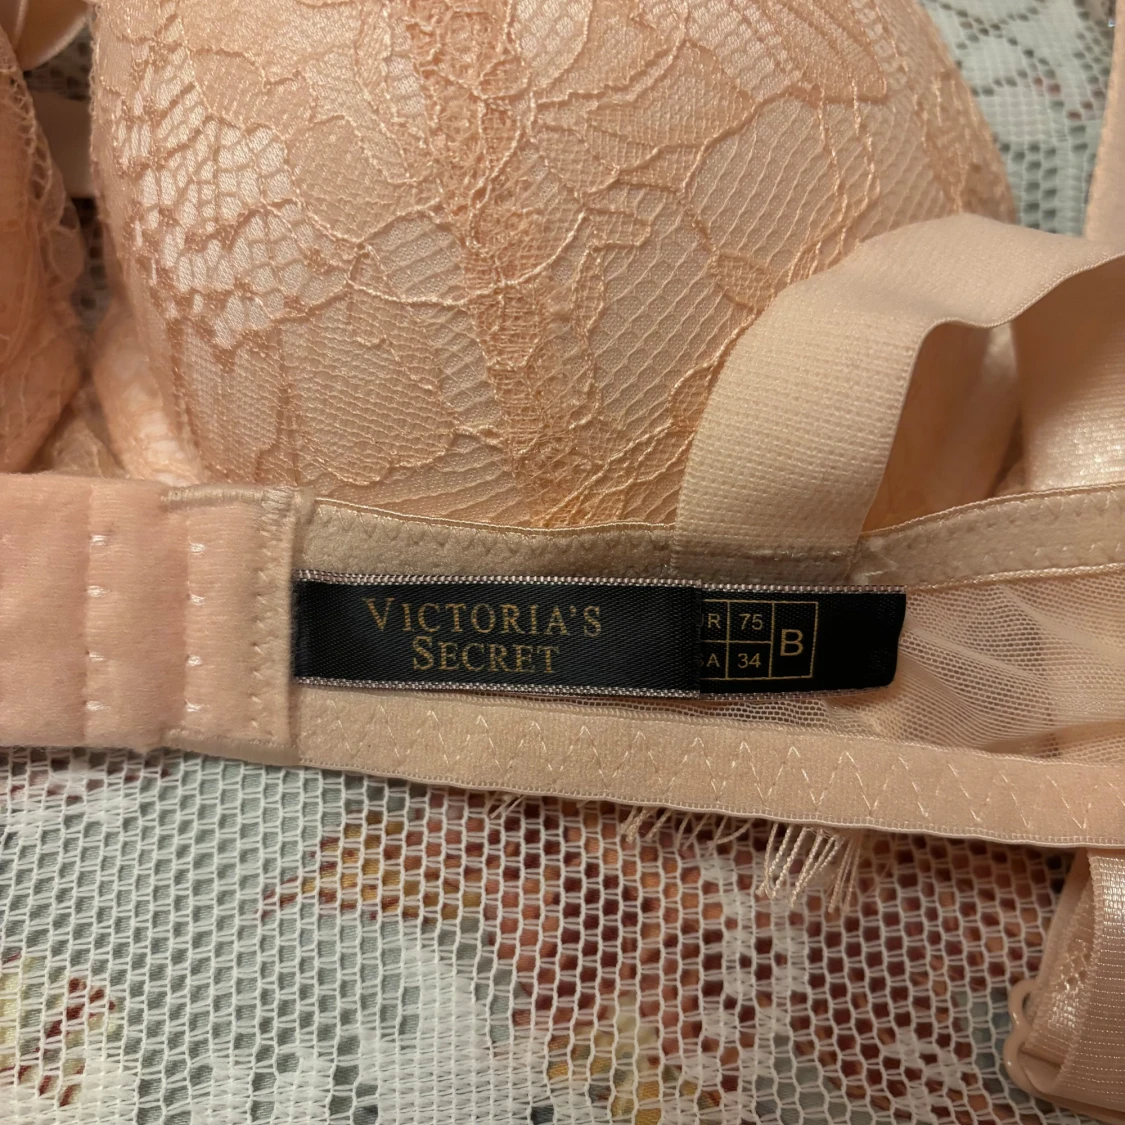 VICTORIA'S
SECRET
R 75
A 34
B